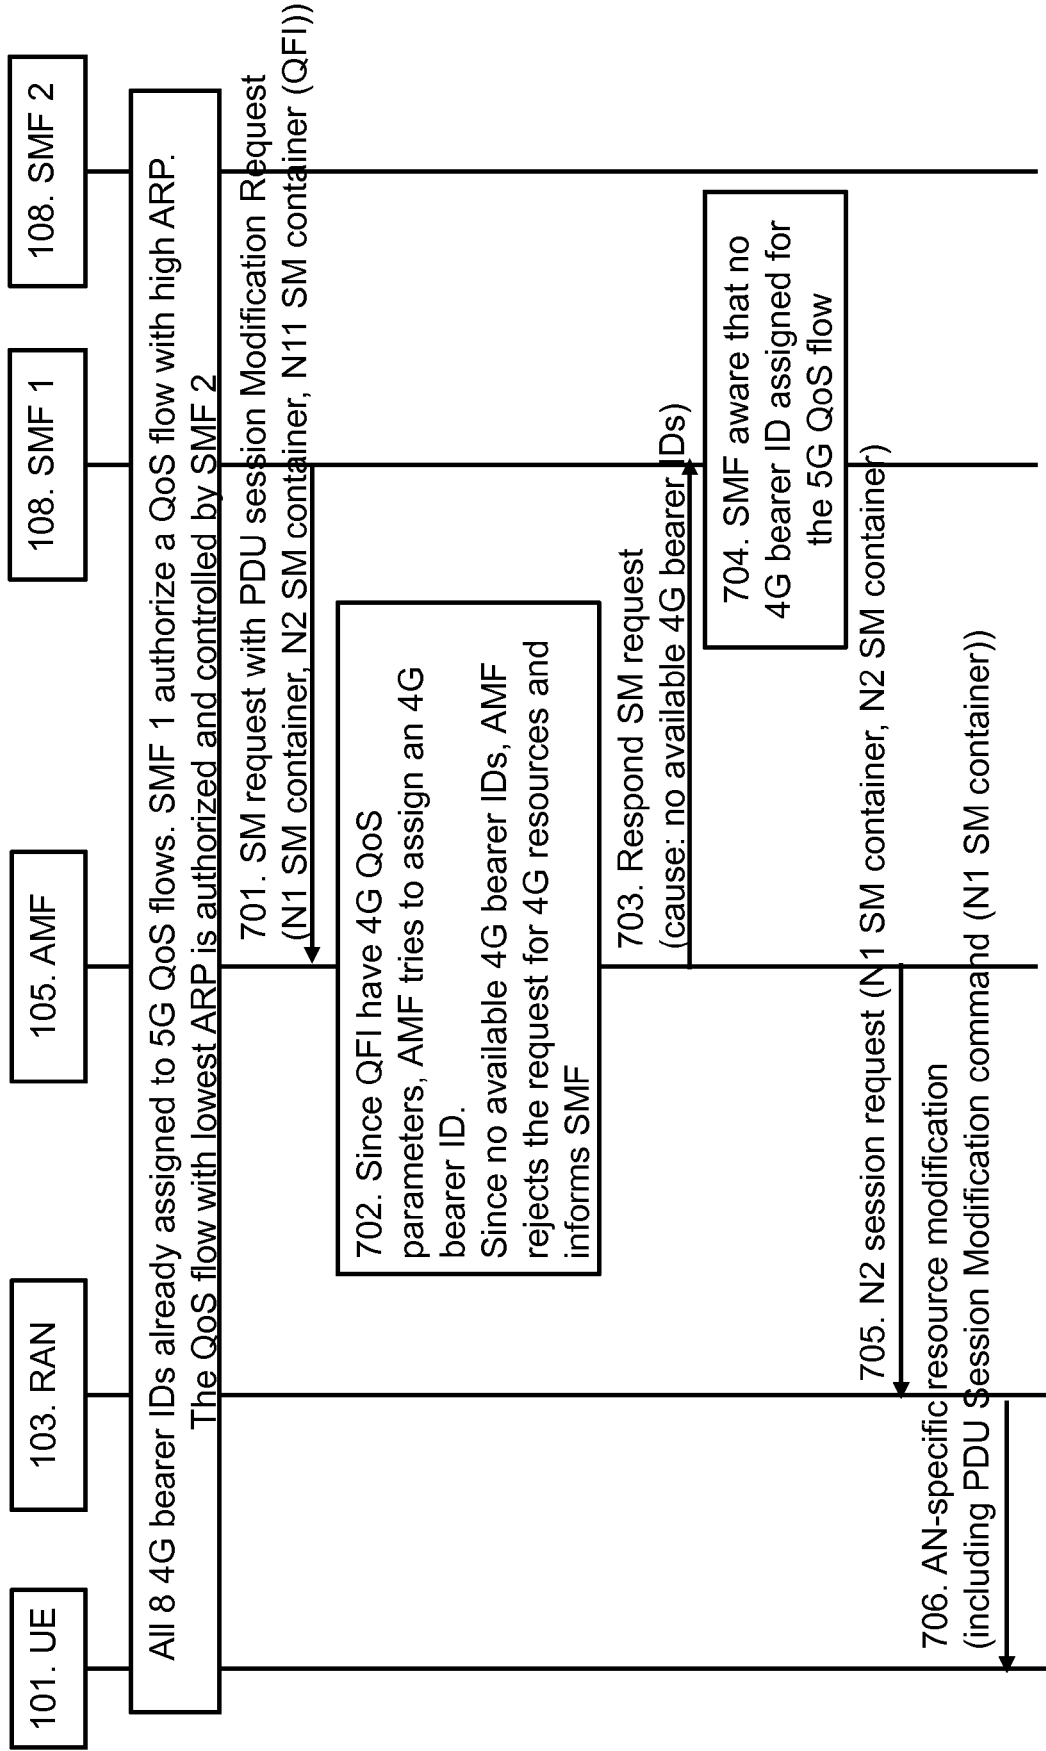 101. UE
103. RAN
105. AMF
108. SMF 1
108. SMF 2
All 8 4G bearer IDs already assigned to 5G QoS flows. SMF 1 authorize a QoS flow with high ARP.
The QoS flow with lowest ARP is authorized and controlled by SMF 2
701. SM request with PDU session Modification Request
(N1 SM container, N2 SM container, N11 SM container (QFI))
702. Since QFI have 4G QoS
parameters, AMF tries to assign an 4G
bearer ID.
Since no available 4G bearer IDs, AMF
rejects the request for 4G resources and
informs SMF
703. Respond SM request
(cause: no available 4G bearer IDs)
704. SMF aware that no
4G bearer ID assigned for
the 5G QoS flow
705. N2 session request (N1 SM container, N2 SM container)
706. AN-specific resource modification
(including PDU Session Modification command (N1 SM container))